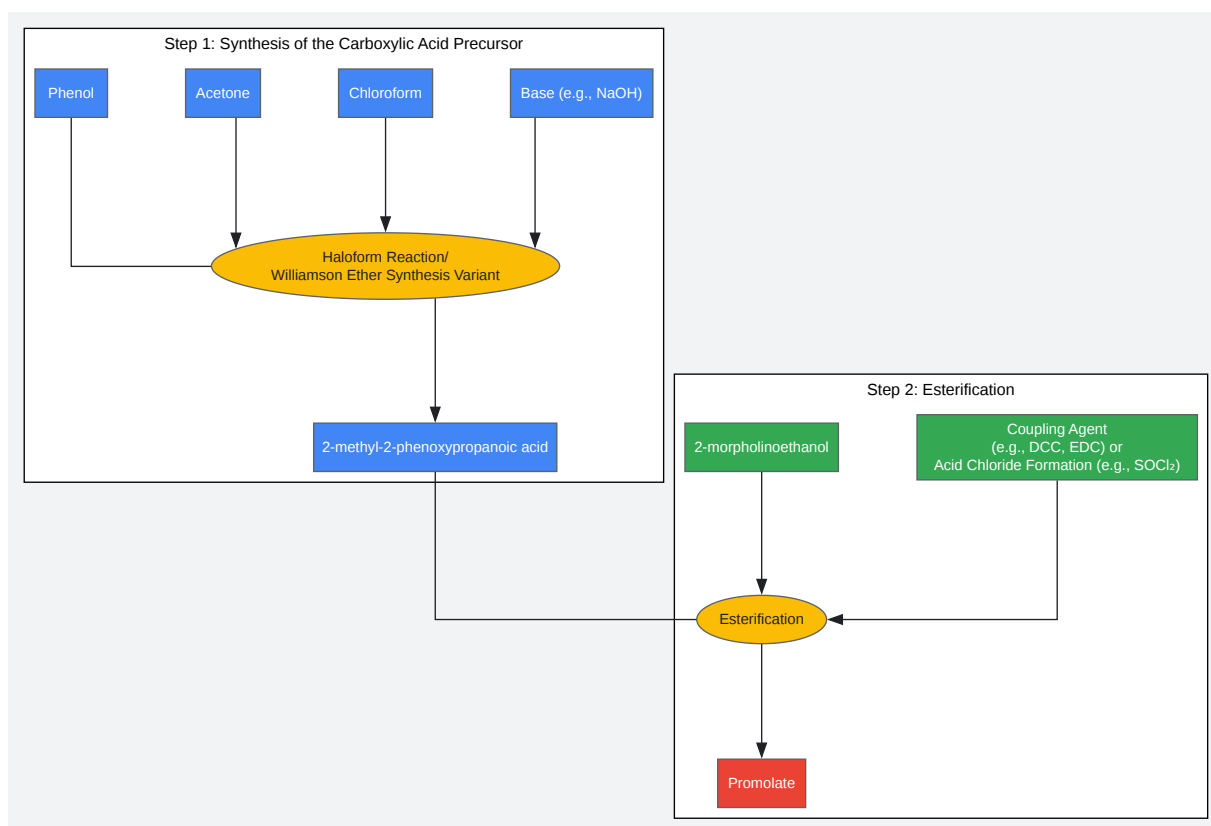 Step 1: Synthesis of the Carboxylic Acid Precursor
Phenol
Acetone
Chloroform
Base (e.g., NaOH)
Haloform Reaction/
Williamson Ether Synthesis Variant
2-methyl-2-phenoxypropanoic acid
Step 2: Esterification
2-morpholinoethanol
Coupling Agent
(e.g., DCC, EDC) or
Acid Chloride Formation (e.g., SOCl₂)
Esterification
Promolate